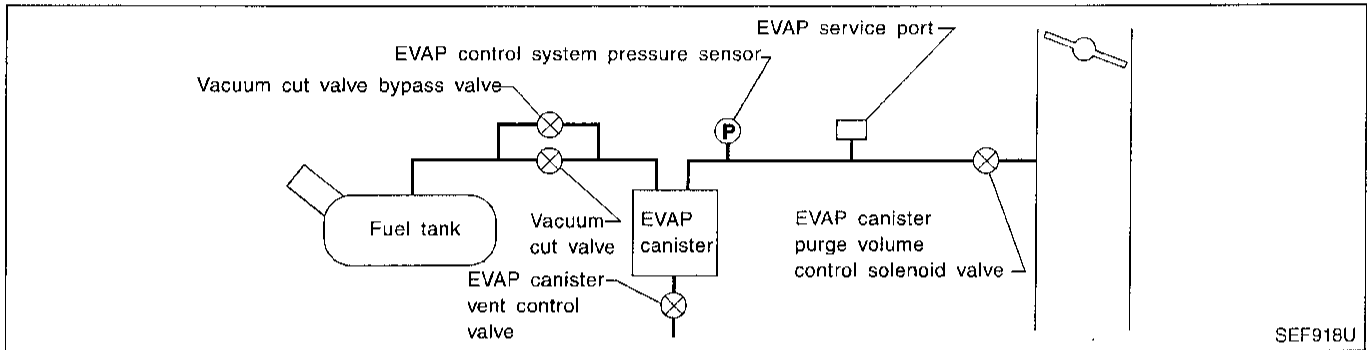 EVAP service port
EVAP control system pressure sensor
Vacuum cut valve bypass valve
P
Fuel tank
Vacuum
cut valve
EVAP
canister
EVAP canister
purge volume
control solenoid valve
EVAP canister
vent control
valve
SEF918U